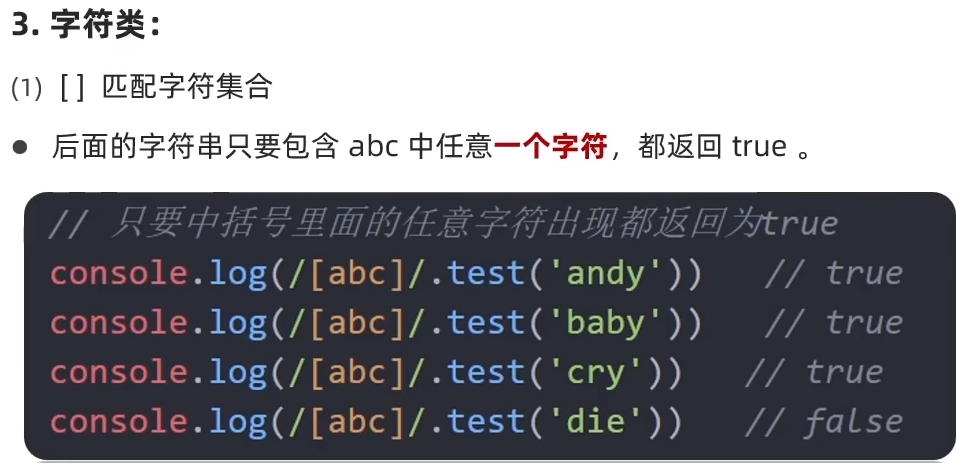 3. 字符类：
(1) [ ] 匹配字符集合
● 后面的字符串只要包含 abc 中任意一个字符，都返回 true 。
// 只要中括号里面的任意字符出现都返回为true
console.log(/[abc]/.test('andy'))   // true
console.log(/[abc]/.test('baby'))   // true
console.log(/[abc]/.test('cry'))   // true
console.log(/[abc]/.test('die'))   // false